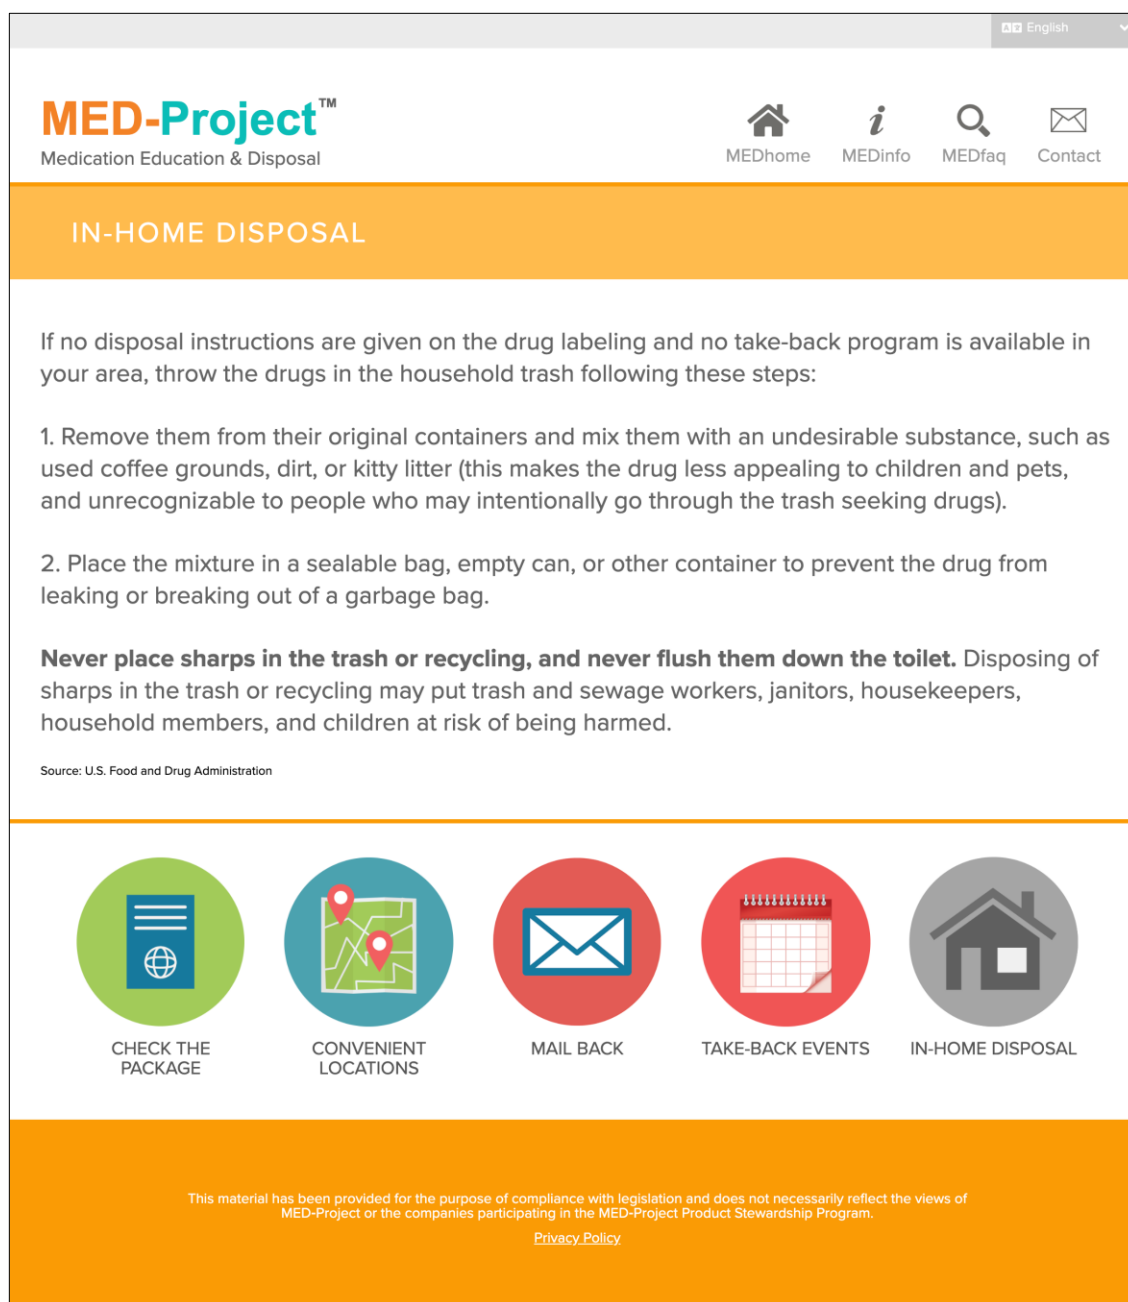 English
MED-Project™
Medication Education & Disposal
MEDhome
MEDinfo
MEDfaq
Contact
IN-HOME DISPOSAL
If no disposal instructions are given on the drug labeling and no take-back program is available in
your area, throw the drugs in the household trash following these steps:
1. Remove them from their original containers and mix them with an undesirable substance, such as
used coffee grounds, dirt, or kitty litter (this makes the drug less appealing to children and pets,
and unrecognizable to people who may intentionally go through the trash seeking drugs).
2. Place the mixture in a sealable bag, empty can, or other container to prevent the drug from
leaking or breaking out of a garbage bag.
Never place sharps in the trash or recycling, and never flush them down the toilet. Disposing of
sharps in the trash or recycling may put trash and sewage workers, janitors, housekeepers,
household members, and children at risk of being harmed.
Source: U.S. Food and Drug Administration
CHECK THE
PACKAGE
CONVENIENT
LOCATIONS
MAIL BACK
TAKE-BACK EVENTS
IN-HOME DISPOSAL
This material has been provided for the purpose of compliance with legislation and does not necessarily reflect the views of
MED-Project or the companies participating in the MED-Project Product Stewardship Program.
Privacy Policy